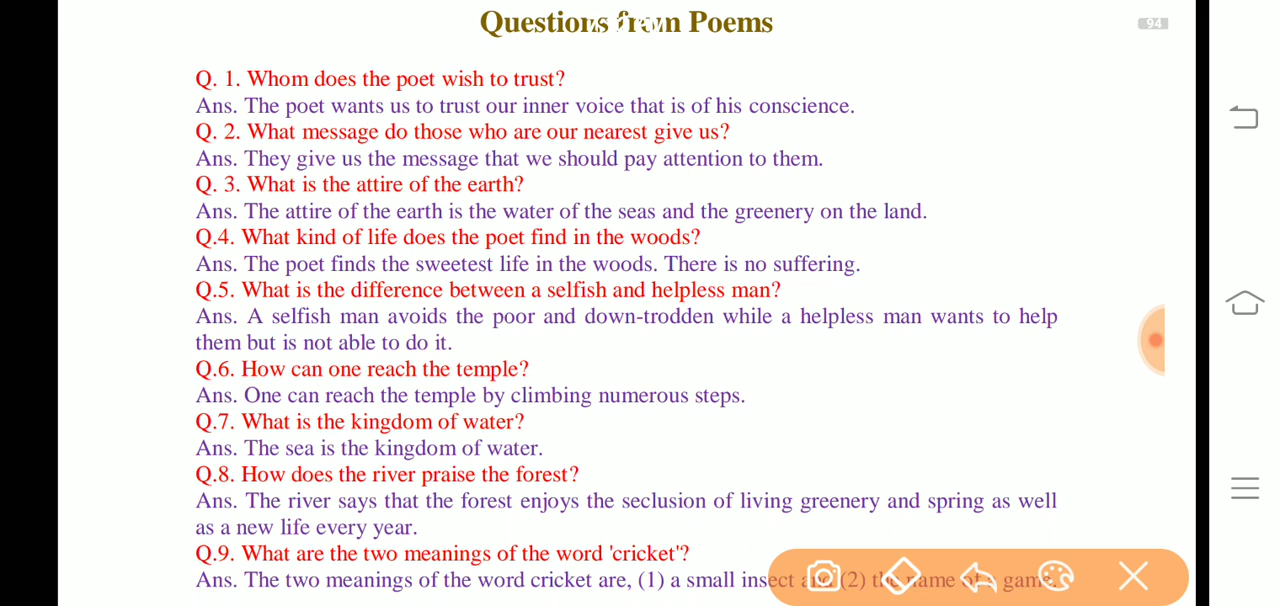 Questions from Poems
94
Q. 1. Whom does the poet wish to trust?
Ans. The poet wants us to trust our inner voice that is of his conscience.
Q. 2. What message do those who are our nearest give us?
Ans. They give us the message that we should pay attention to them.
Q. 3. What is the attire of the earth?
Ans. The attire of the earth is the water of the seas and the greenery on the land.
Q.4. What kind of life does the poet find in the woods?
Ans. The poet finds the sweetest life in the woods. There is no suffering.
Q.5. What is the difference between a selfish and helpless man?
Ans. A selfish man avoids the poor and down-trodden while a helpless man wants to help
them but is not able to do it.
Q.6. How can one reach the temple?
Ans. One can reach the temple by climbing numerous steps.
Q.7. What is the kingdom of water?
Ans. The sea is the kingdom of water.
Q.8. How does the river praise the forest?
Ans. The river says that the forest enjoys the seclusion of living greenery and spring as well
as a new life every year.
Q.9. What are the two meanings of the word 'cricket'?
Ans. The two meanings of the word cricket are, (1) a small insect and (2) the name of a game.